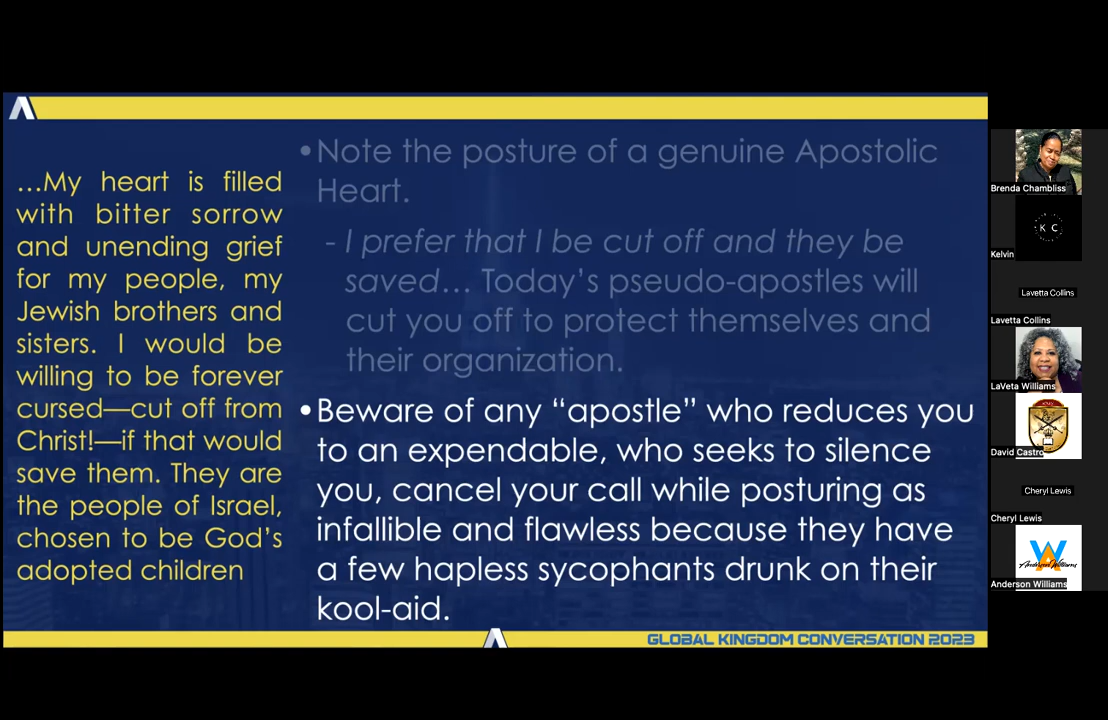 …My heart is filled
with bitter sorrow
and unending grief
for my people, my
Jewish brothers and
sisters. I would be
willing to be forever
cursed—cut off from
Christ!—if that would
save them. They are
the people of Israel,
chosen to be God's
adopted children
•Note the posture of a genuine Apostolic
Heart.
- I prefer that I be cut off and they be
saved… Today's pseudo-apostles will
cut you off to protect themselves and
their organization.
•Beware of any "apostle" who reduces you
to an expendable, who seeks to silence
you, cancel your call while posturing as
infallible and flawless because they have
a few hapless sycophants drunk on their
kool-aid.
GLOBAL KINGDOM CONVERSATION 2023
Brenda Chambliss
K C
Kelvin
Lavetta Collins
Lavetta Collins
LaVeta Williams
David Castro
Cheryl Lewis
Cheryl Lewis
Anderson Williams
Anderson Williams